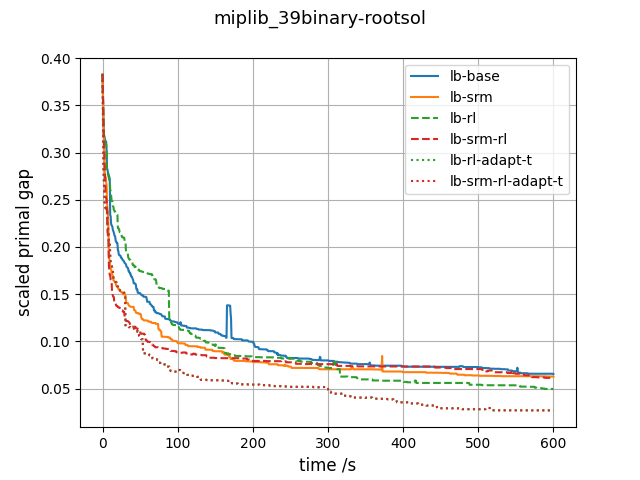 miplib_39binary-rootsol
scaled primal gap
0.40
0.35
0.30
0.25
0.20
0.15
0.10
0.05
lb-base
lb-srm
lb-rl
lb-srm-rl
lb-rl-adapt-t
lb-srm-rl-adapt-t
0 100 200 300 400 500 600
time /s